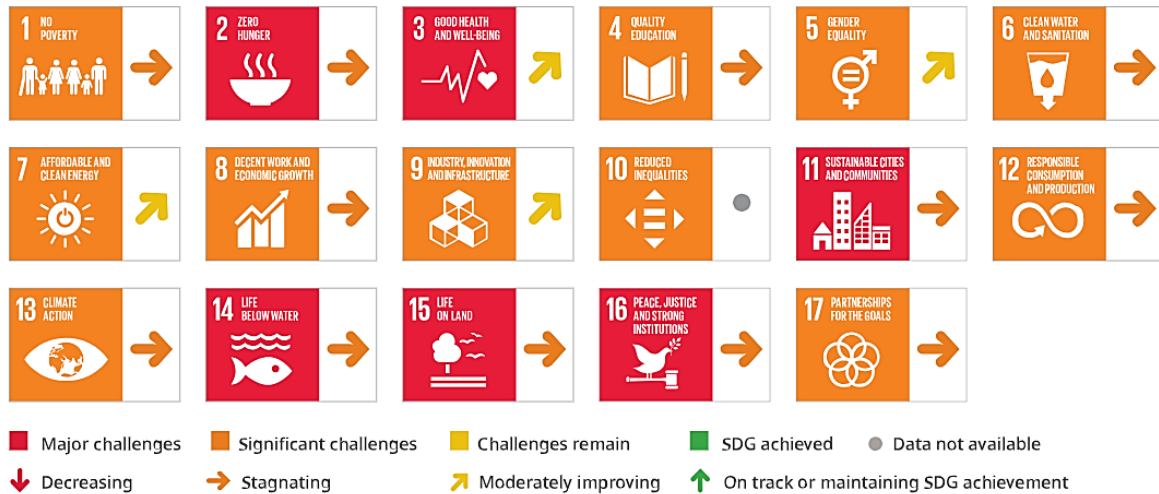 1 NO
POVERTY
2 ZERO
HUNGER
3 GOOD HEALTH
AND WELL-BEING
4 QUALITY
EDUCATION
5 GENDER
EQUALITY
6 CLEAN WATER
AND SANITATION
7 AFFORDABLE AND
CLEAN ENERGY
8 DECENT WORK AND
ECONOMIC GROWTH
9 INDUSTRY, INNOVATION
AND INFRASTRUCTURE
10 REDUCED
INEQUALITIES
11 SUSTAINABLE CITIES
AND COMMUNITIES
12 RESPONSIBLE
CONSUMPTION
AND PRODUCTION
13 CLIMATE
ACTION
14 LIFE
BELOW WATER
15 LIFE
ON LAND
16 PEACE, JUSTICE
AND STRONG
INSTITUTIONS
17 PARTNERSHIPS
FOR THE GOALS
Major challenges
Significant challenges
Challenges remain
SDG achieved
Data not available
Decreasing
Stagnating
Moderately improving
On track or maintaining SDG achievement